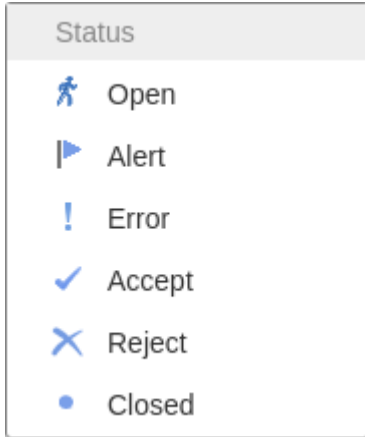 Status
Open
Alert
Error
Accept
Reject
Closed